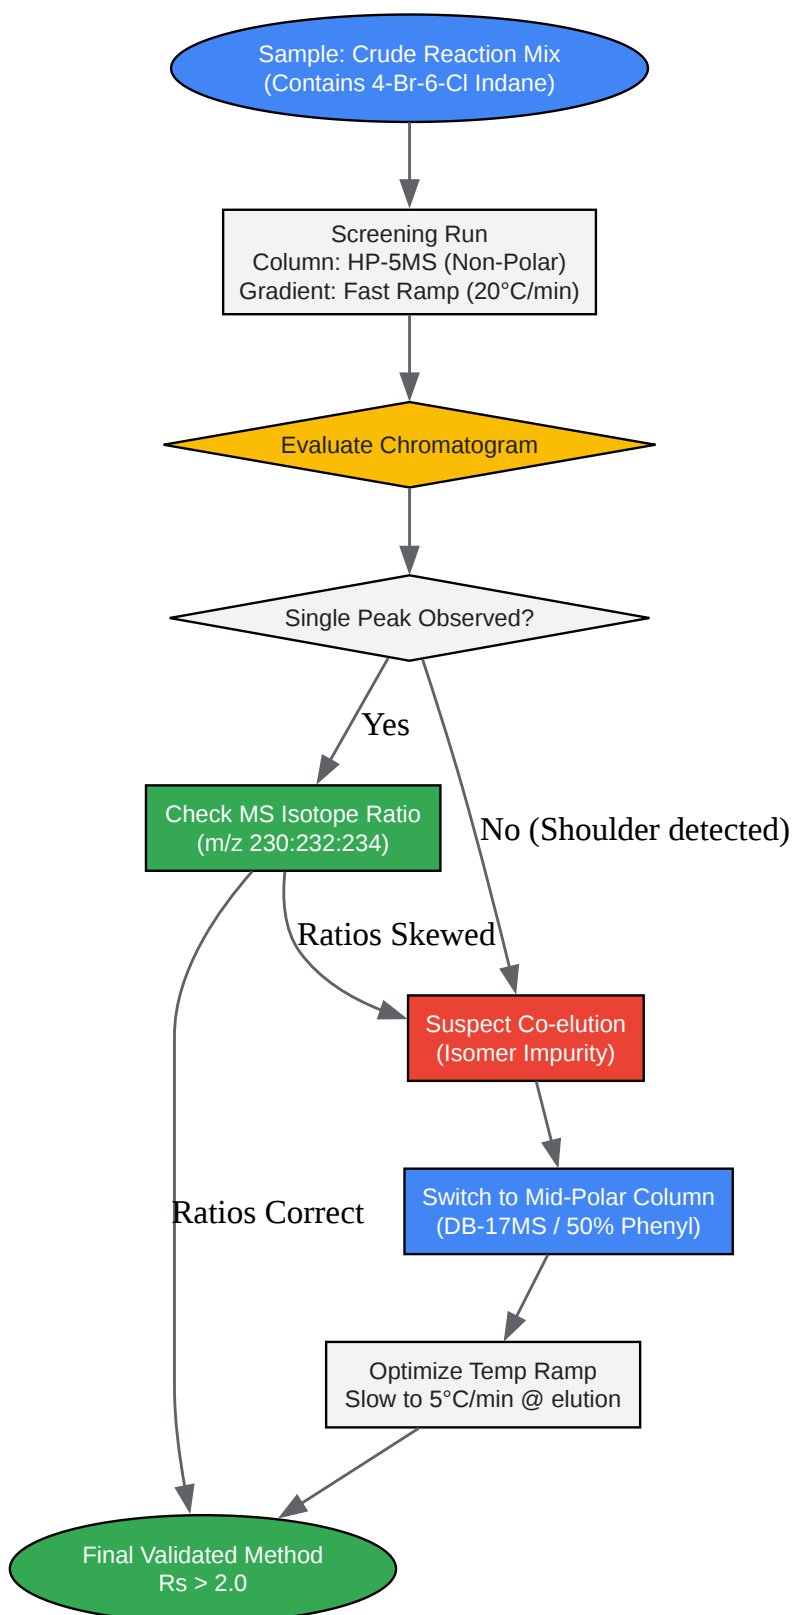 Sample: Crude Reaction Mix
(Contains 4-Br-6-Cl Indane)
Screening Run
Column: HP-5MS (Non-Polar)
Gradient: Fast Ramp (20°C/min)
Evaluate Chromatogram
Single Peak Observed?
Yes
Check MS Isotope Ratio
(m/z 230:232:234)
No (Shoulder detected)
Ratios Skewed
Suspect Co-elution
(Isomer Impurity)
Switch to Mid-Polar Column
(DB-17MS / 50% Phenyl)
Ratios Correct
Optimize Temp Ramp
Slow to 5°C/min @ elution
Final Validated Method
Rs > 2.0